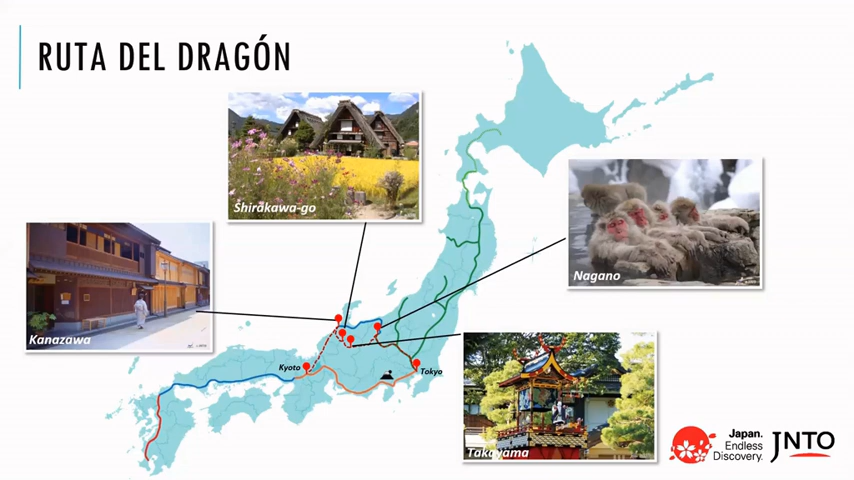 RUTA DEL DRAGÓN
Shirakawa-go
Nagano
Kanazawa
Kyoto
Tokyo
Takayama
Japan.
Endless
Discovery.
JNTO